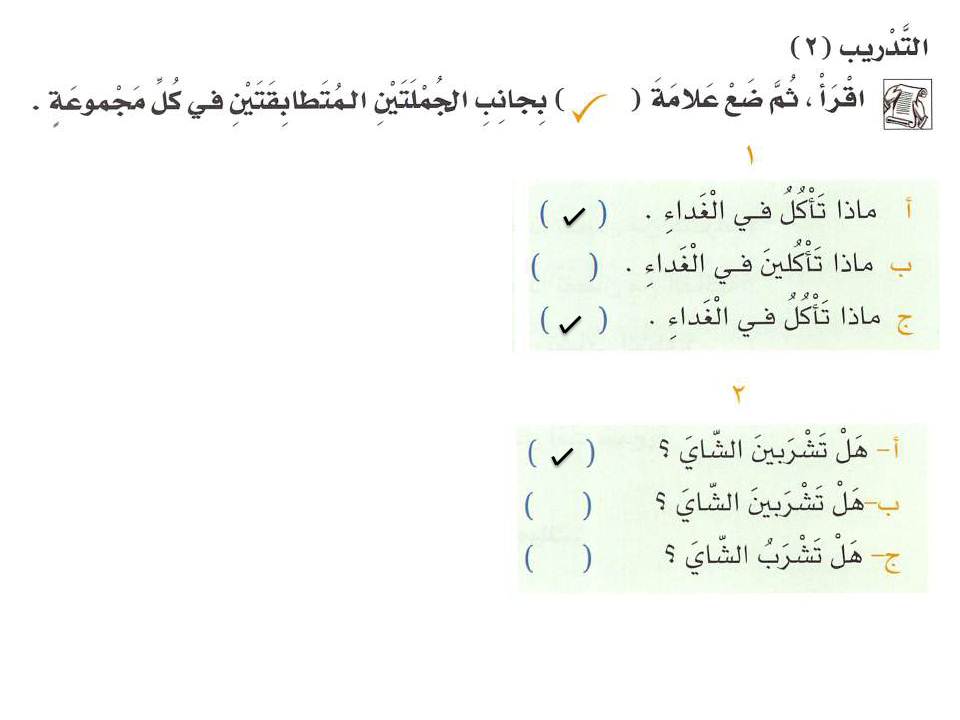 التَّدْريب (٢)
اقْرَأْ ، ثُمَّ ضَعْ عَلامَةَ ( ✓ ) بِجانِبِ الجُمْلَتَيْنِ المُتَطابِقَتَيْنِ في كُلِّ مَجْموعَةٍ .
١
أ ماذا تَأْكُلُ في الْغَداءِ . ( ✓ )
ب ماذا تَأْكُلينَ في الْغَداءِ . ( )
ج ماذا تَأْكُلُ في الْغَداءِ . ( ✓ )
٢
أ- هَلْ تَشْرَبينَ الشّايَ ؟ ( ✓ )
ب- هَلْ تَشْرَبينَ الشّايَ ؟ ( )
ج- هَلْ تَشْرَبُ الشّايَ ؟ ( )